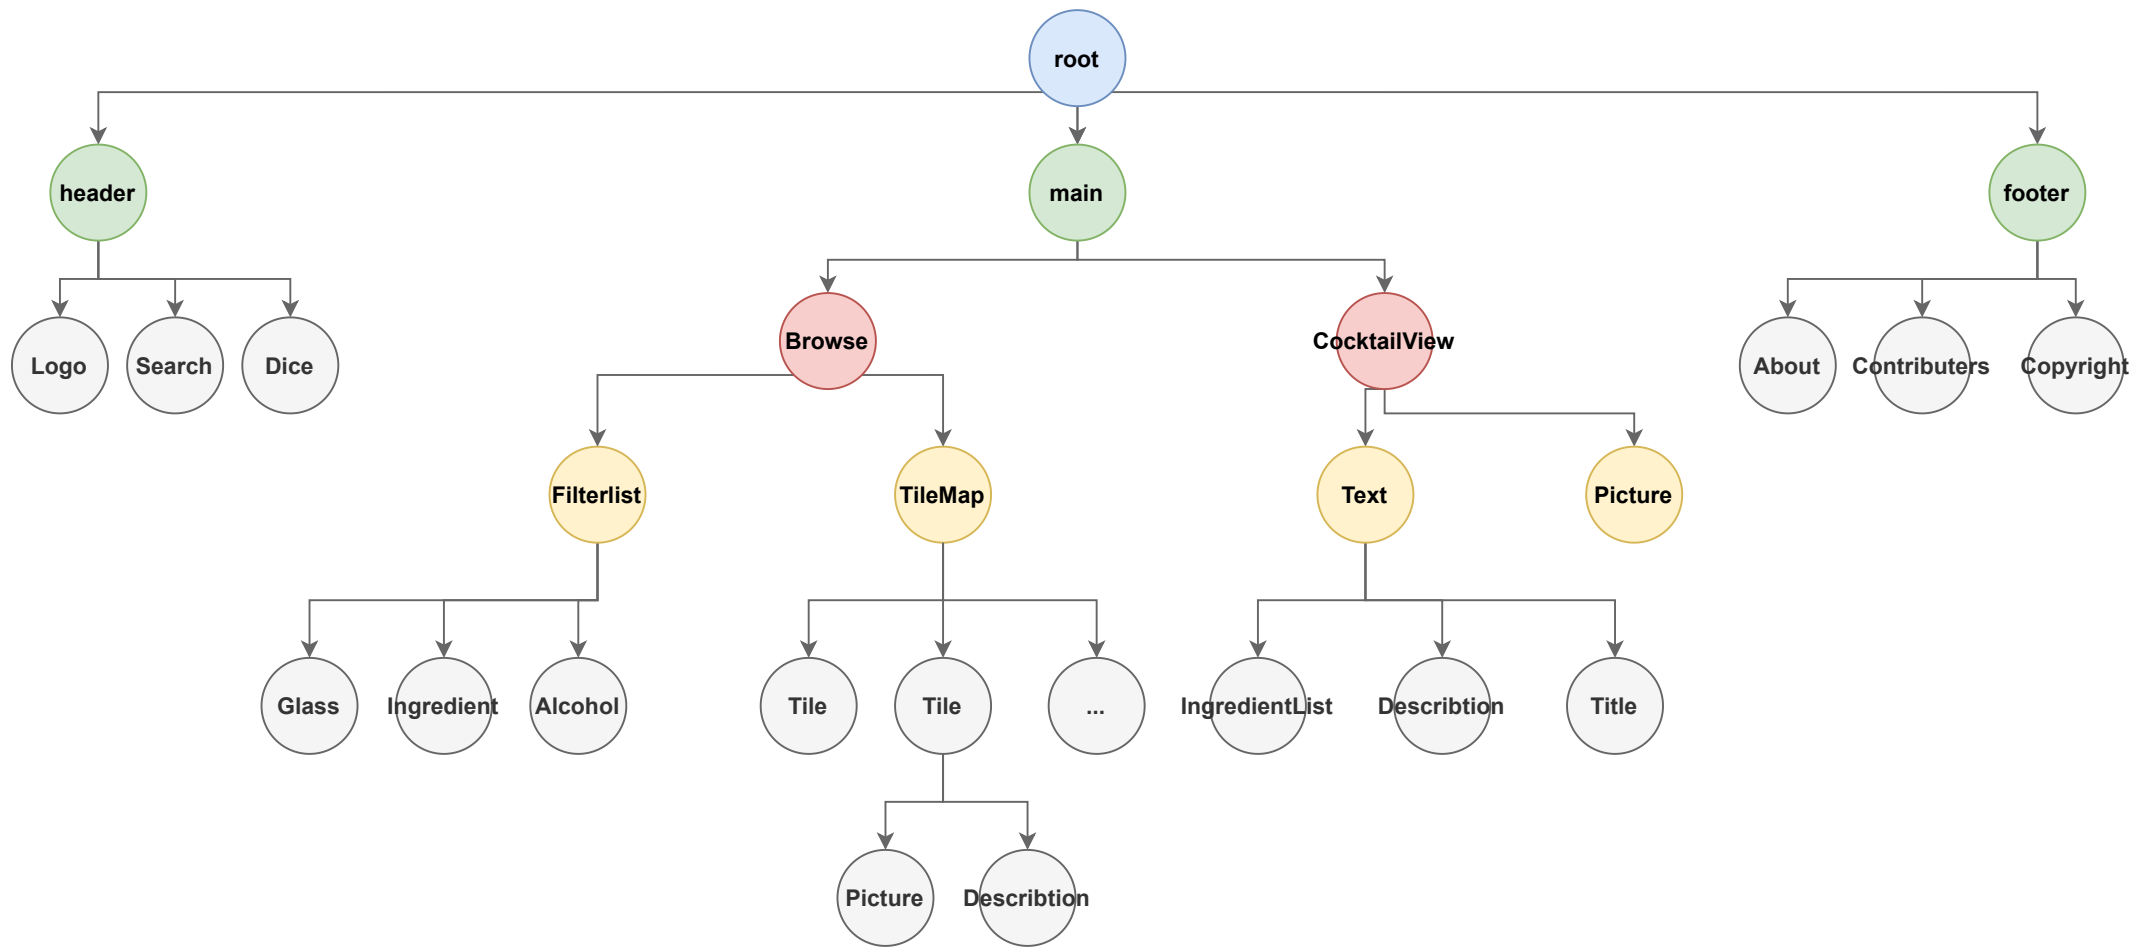 root
header
main
footer
Logo
Search
Dice
Browse
CocktailView
About
Contributers
Copyright
Filterlist
TileMap
Text
Picture
Glass
Ingredient
Alcohol
Tile
Tile
...
IngredientList
Describtion
Title
Picture
Describtion